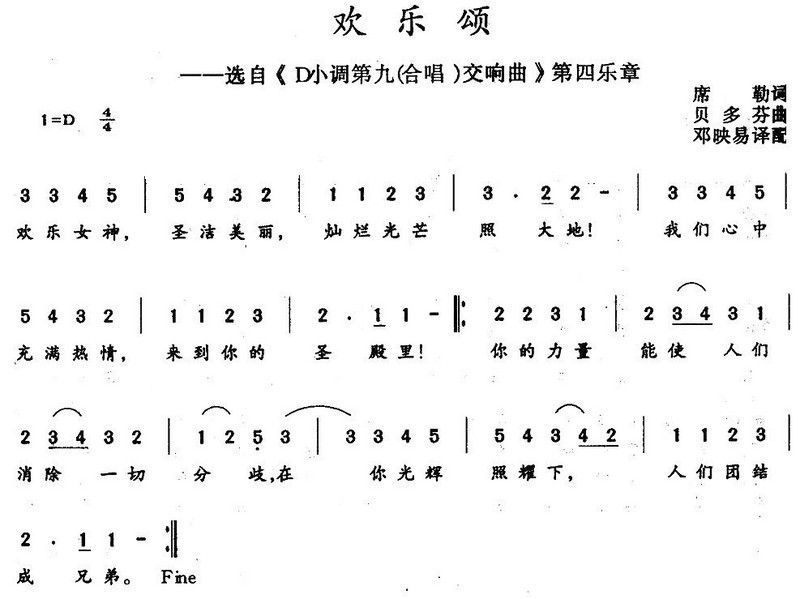 欢乐颂
——选自《D小调第九(合唱)交响曲》第四乐章
席勒词
1=D 4/4
贝多芬曲
邓映易译配
3 3 4 5 | 5 4 3 2 | 1 1 2 3 | 3 . 2 2 - | 3 3 4 5 |
欢乐女神, 圣洁美丽, 灿烂光芒 照大地! 我们心中
5 4 3 2 | 1 1 2 3 | 2 . 1 1 - ‖: 2 2 3 1 | 2 3 4 3 1 |
充满热情, 来到你的 圣殿里! 你的力量 能使人们
2 3 4 3 2 | 1 2 5 3 | 3 3 4 5 | 5 4 3 4 2 | 1 1 2 3 |
消除一切 分歧,在 你光辉 照耀下, 人们团结
2 . 1 1 - :‖
成兄弟。 Fine